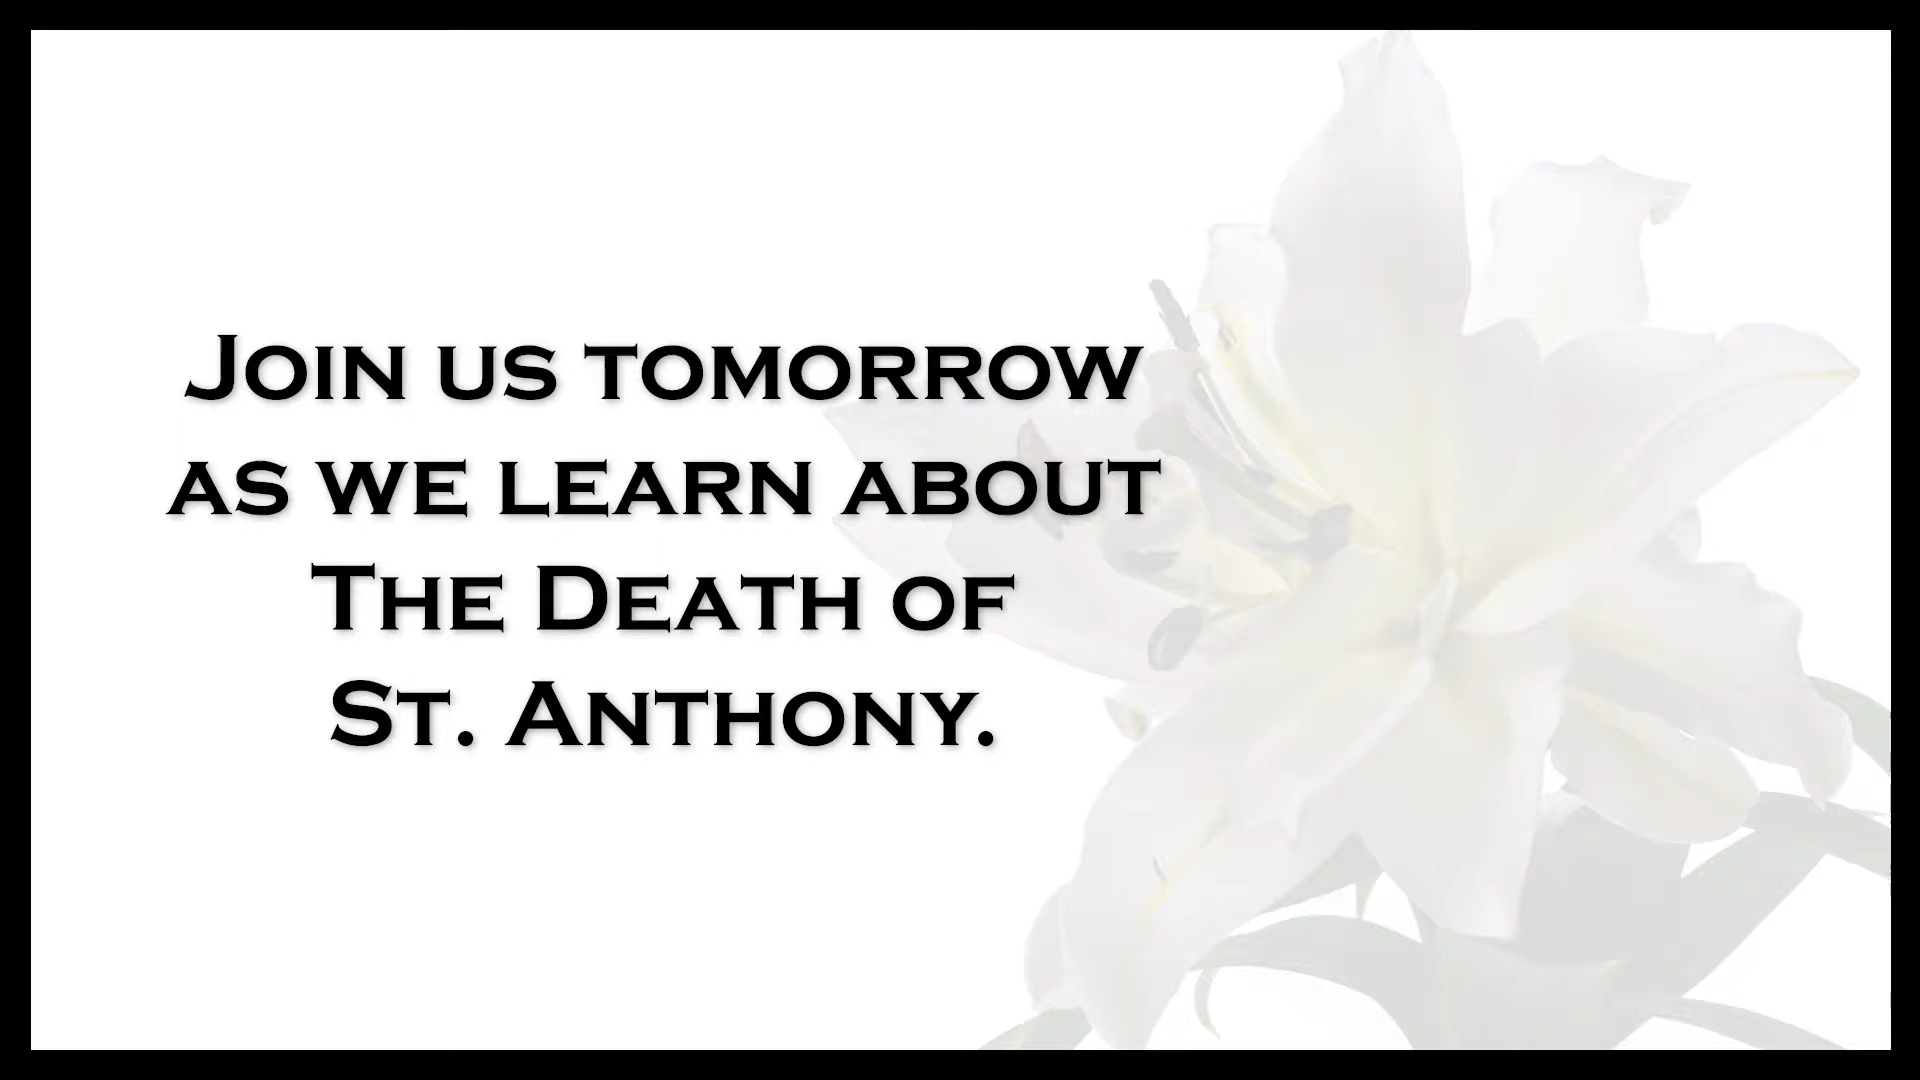 Join us tomorrow
as we learn about
The Death of
St. Anthony.